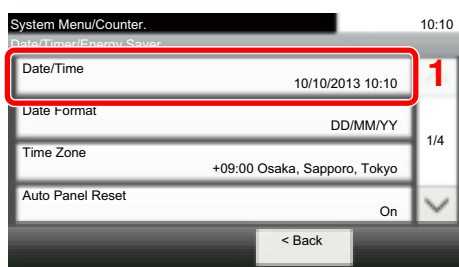 System Menu/Counter.
10:10
Date/Timer/Energy Saver
Date/Time
10/10/2013 10:10
1
Date Format
DD/MM/YY
1/4
Time Zone
+09:00 Osaka, Sapporo, Tokyo
Auto Panel Reset
On
< Back